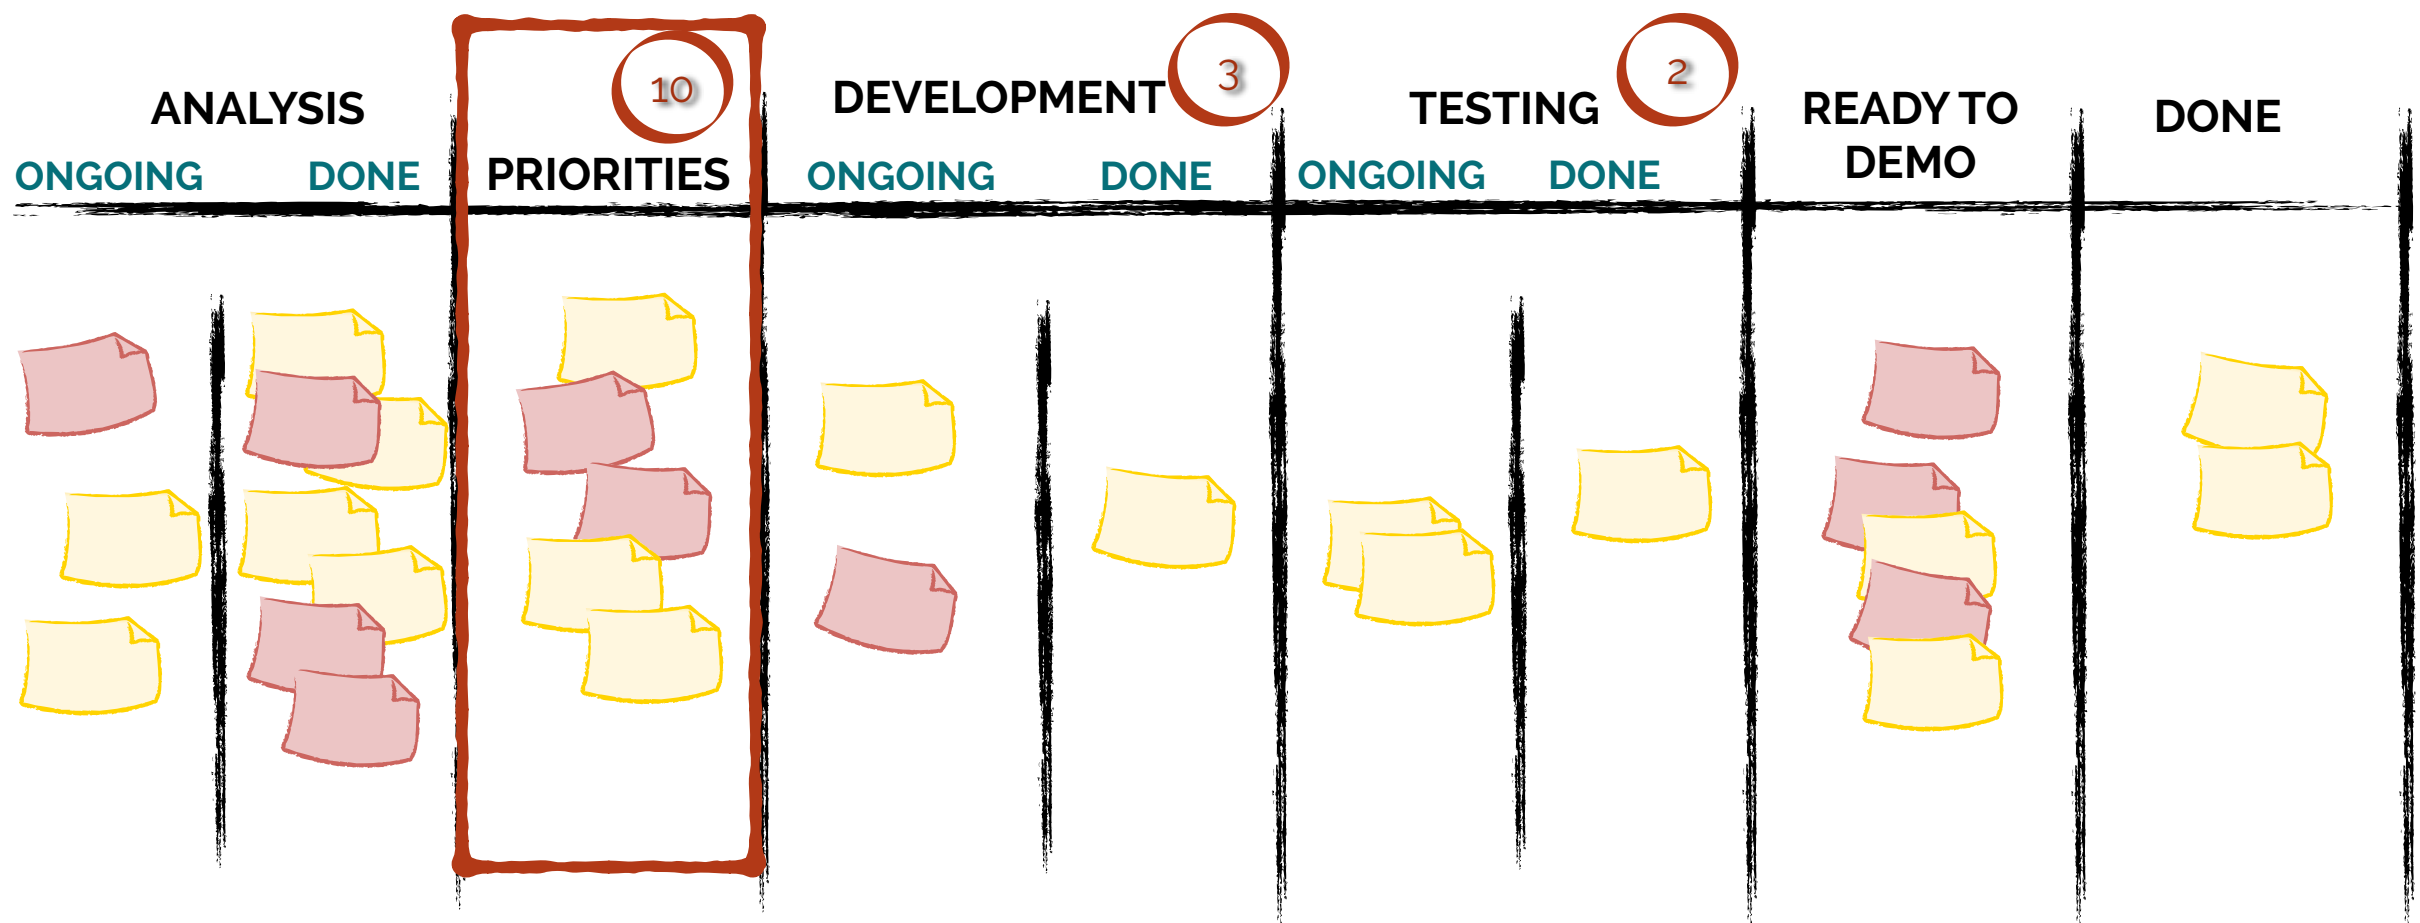 ANALYSIS
ONGOING DONE
10
PRIORITIES
DEVELOPMENT 3
ONGOING DONE
TESTING 2
ONGOING DONE
READY TO
DEMO
DONE